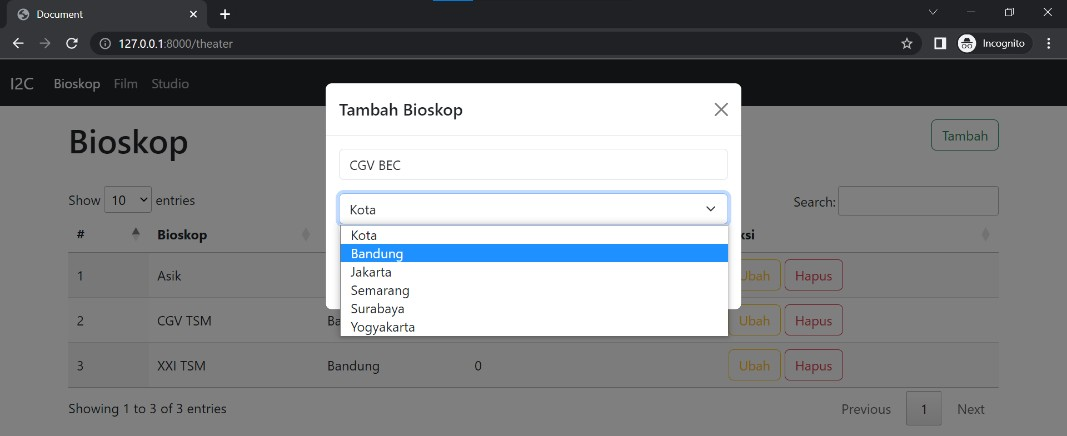 Document
127.0.0.1:8000/theater
Incognito
I2C Bioskop Film Studio
Tambah Bioskop
Bioskop
Tambah
CGV BEC
Show 10 entries
Search:
Kota
# Bioskop
Kota
Bandung
Jakarta
Semarang
Surabaya
Yogyakarta
1 Asik Ubah Hapus
2 CGV TSM Ubah Hapus
3 XXI TSM Bandung 0 Ubah Hapus
Showing 1 to 3 of 3 entries
Previous 1 Next